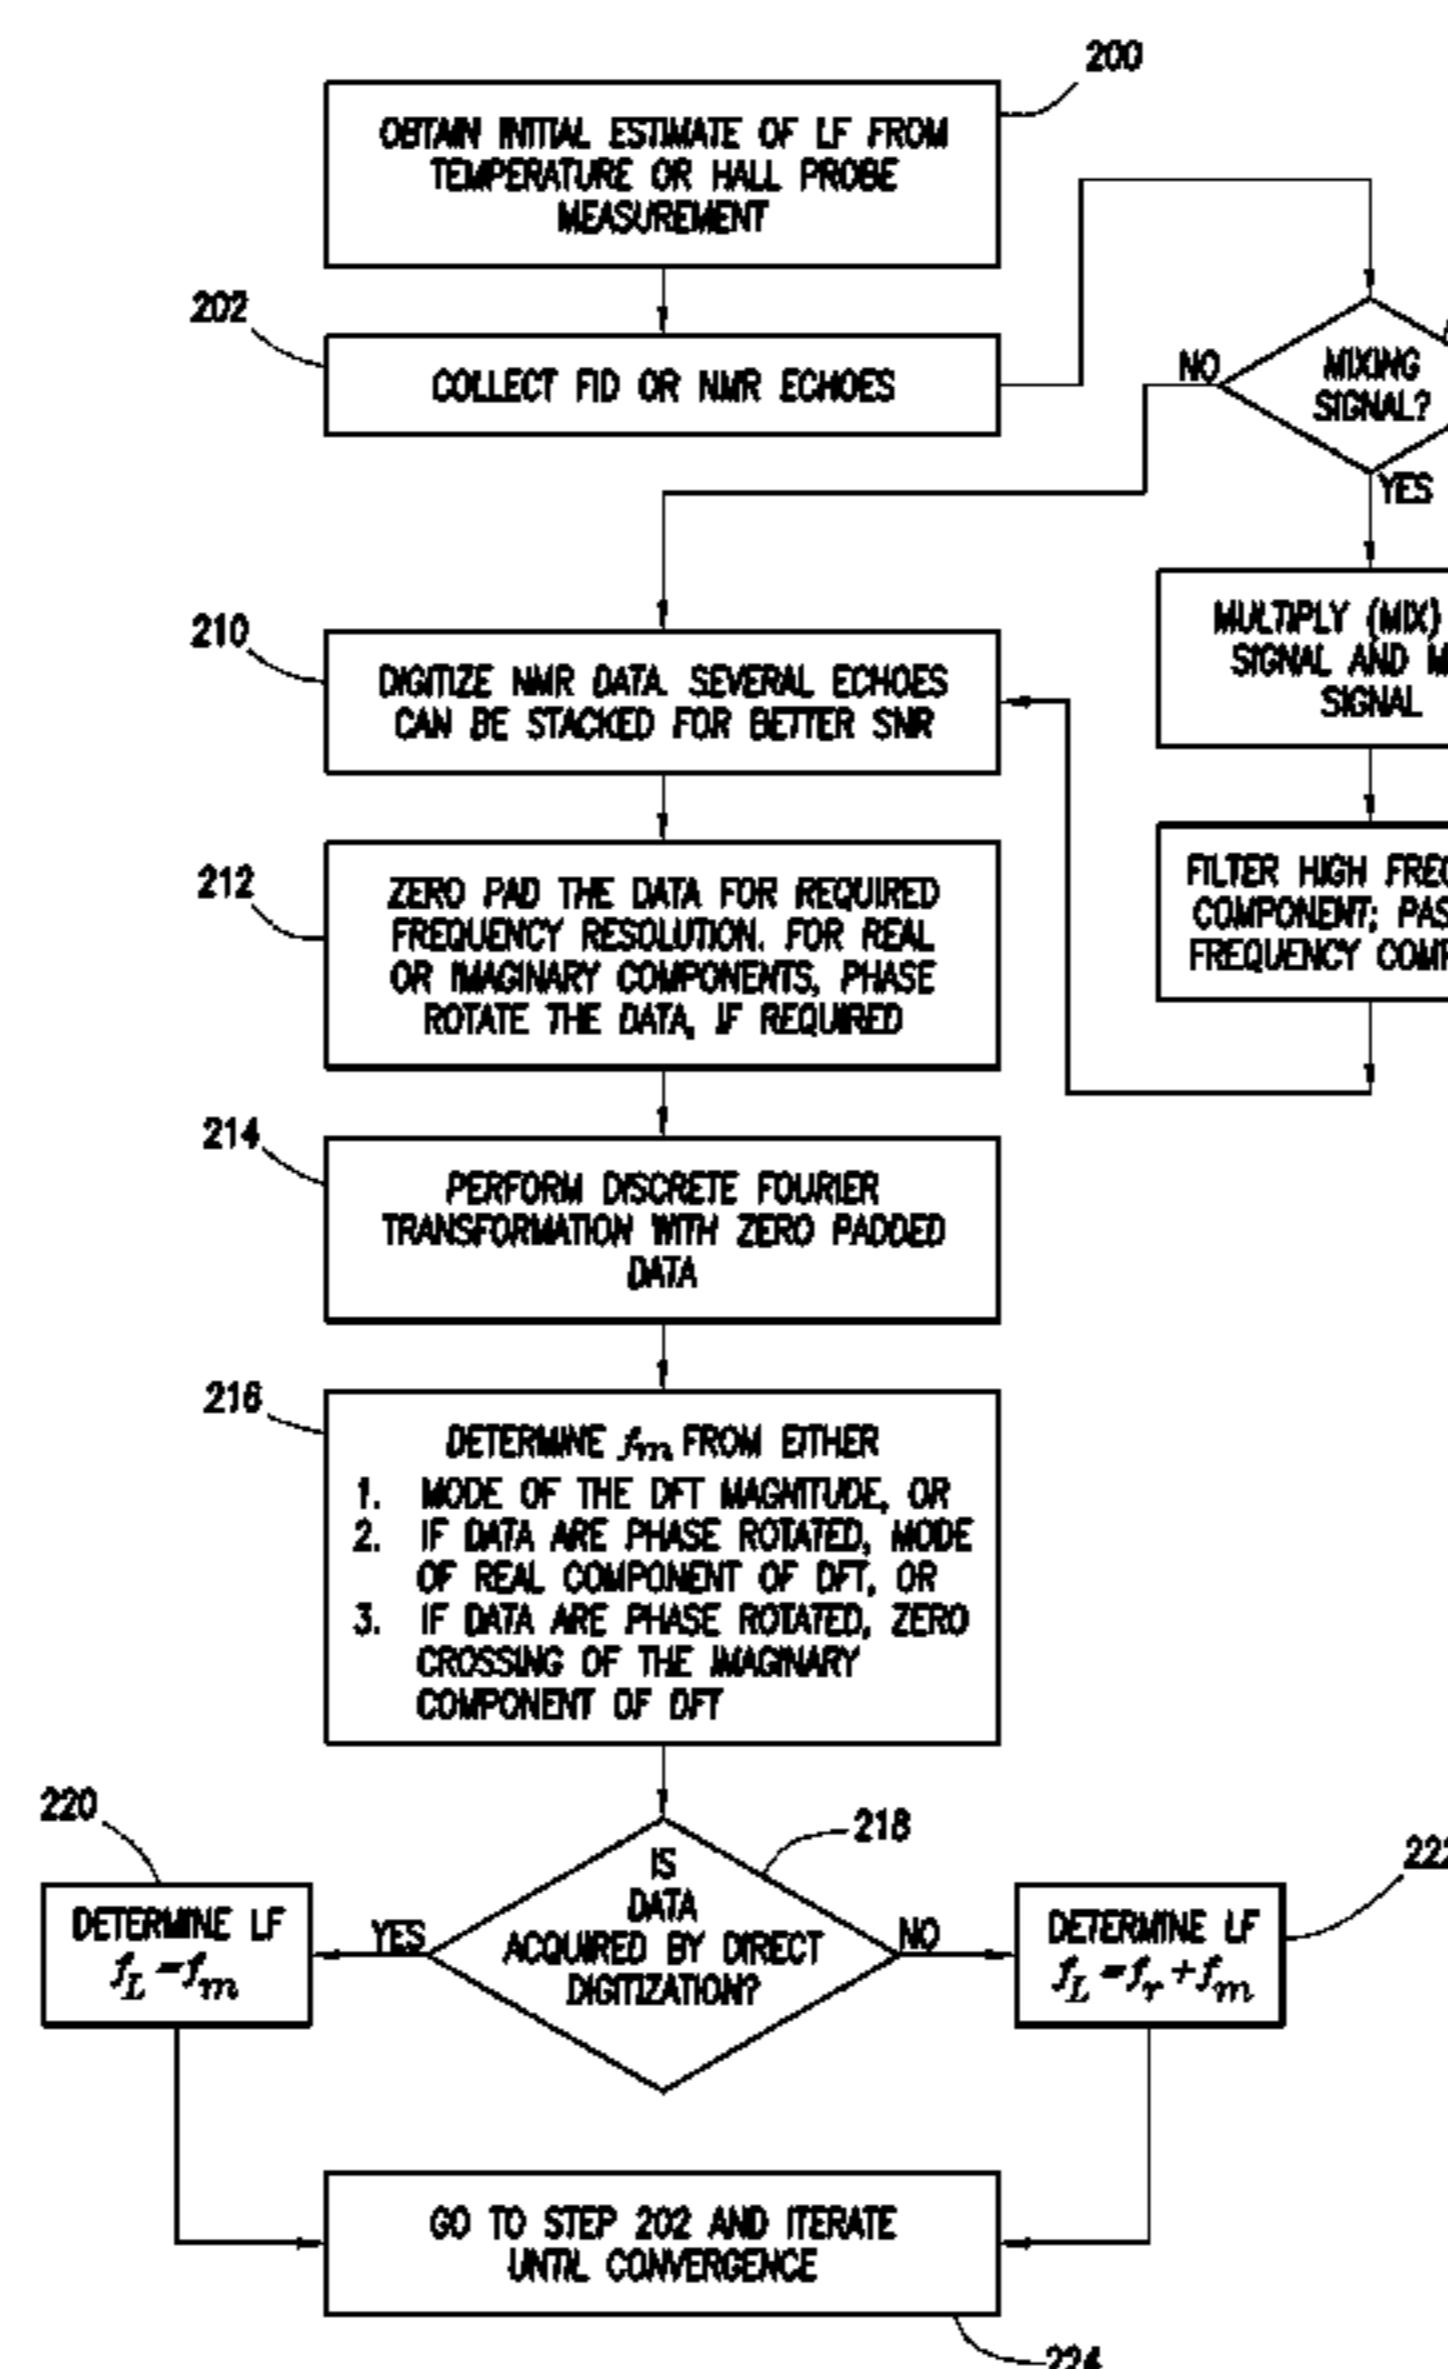 200
OBTAIN INITIAL ESTIMATE OF LF FROM
TEMPERATURE OR HALL PROBE
MEASUREMENT
202
COLLECT FID OR NMR ECHOES
NO
MIXING
SIGNAL?
YES
MULTIPLY (MIX)
SIGNAL AND
SIGNAL
210
DIGITIZE NMR DATA. SEVERAL ECHOES
CAN BE STACKED FOR BETTER SNR
FILTER HIGH
COMPONENT;
FREQUENCY
212
ZERO PAD THE DATA FOR REQUIRED
FREQUENCY RESOLUTION. FOR REAL
OR IMAGINARY COMPONENTS, PHASE
ROTATE THE DATA, IF REQUIRED
214
PERFORM DISCRETE FOURIER
TRANSFORMATION WITH ZERO PADDED
DATA
216
DETERMINE fm FROM EITHER
1. MODE OF THE DFT MAGNITUDE, OR
2. IF DATA ARE PHASE ROTATED, MODE
OF REAL COMPONENT OF DFT, OR
3. IF DATA ARE PHASE ROTATED, ZERO
CROSSING OF THE IMAGINARY
COMPONENT OF DFT
218
IS
DATA
ACQUIRED BY DIRECT
DIGITIZATION?
YES
NO
220
DETERMINE LF
fL=fm
222
DETERMINE LF
fL=fr+fm
GO TO STEP 202 AND ITERATE
UNTIL CONVERGENCE
224